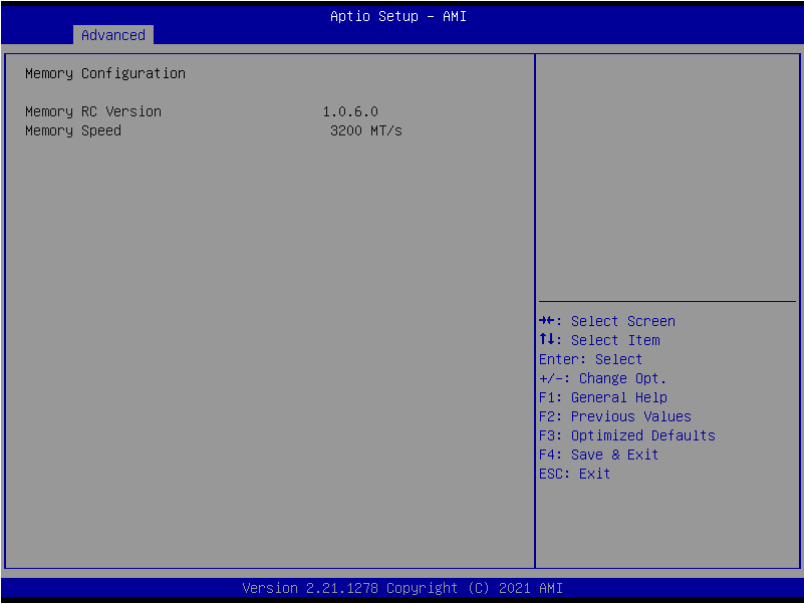 Aptio Setup – AMI
Advanced
Memory Configuration
Memory RC Version 1.0.6.0
Memory Speed 3200 MT/s
→←: Select Screen
↑↓: Select Item
Enter: Select
+/-: Change Opt.
F1: General Help
F2: Previous Values
F3: Optimized Defaults
F4: Save & Exit
ESC: Exit
Version 2.21.1278 Copyright (C) 2021 AMI